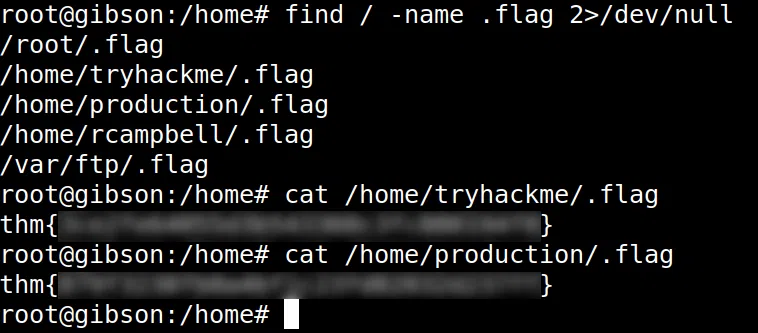 root@gibson:/home# find / -name .flag 2>/dev/null
/root/.flag
/home/tryhackme/.flag
/home/production/.flag
/home/rcampbell/.flag
/var/ftp/.flag
root@gibson:/home# cat /home/tryhackme/.flag
thm{}
root@gibson:/home# cat /home/production/.flag
thm{}
root@gibson:/home#